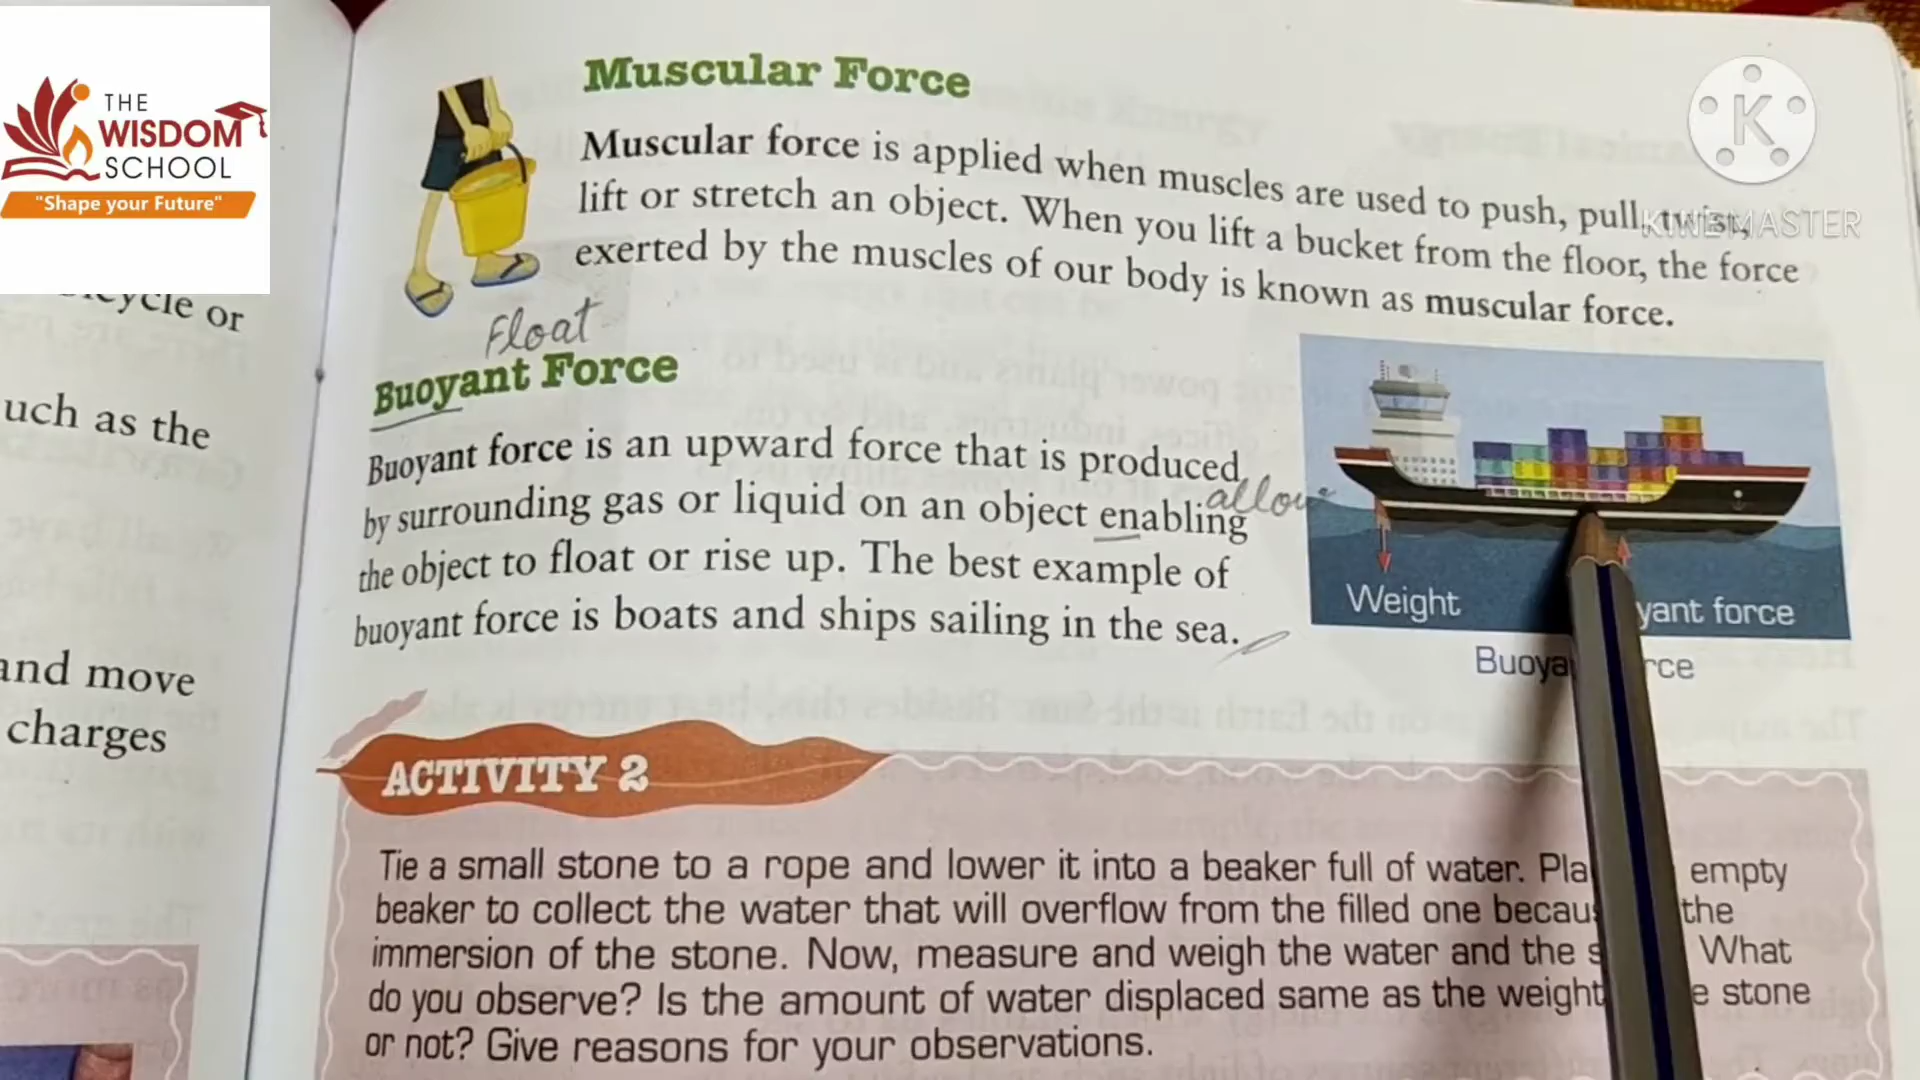 THE
WISDOM
SCHOOL
"Shape your Future"
K
KINEMASTER
cycle or
uch as the
and move
charges
Muscular Force
Muscular force is applied when muscles are used to push, pull, twist,
lift or stretch an object. When you lift a bucket from the floor, the force
exerted by the muscles of our body is known as muscular force.
Float
Buoyant Force
Buoyant force is an upward force that is produced
by surrounding gas or liquid on an object enabling
allow
the object to float or rise up. The best example of
buoyant force is boats and ships sailing in the sea.
Weight
yant force
Buoya rce
ACTIVITY 2
Tie a small stone to a rope and lower it into a beaker full of water. Pla empty
beaker to collect the water that will overflow from the filled one becau the
immersion of the stone. Now, measure and weigh the water and the s What
do you observe? Is the amount of water displaced same as the weight e stone
or not? Give reasons for your observations.